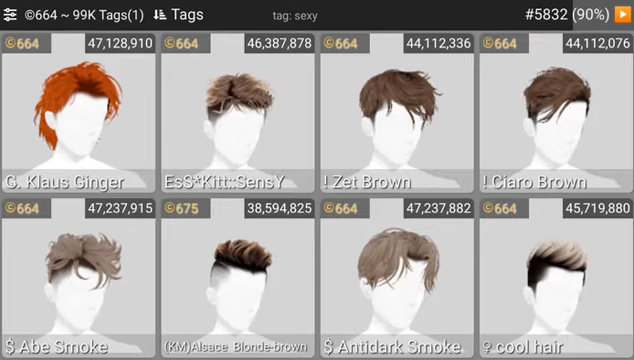 ©664 ~ 99K Tags(1) Tags tag: sexy #5832 (90%)
©664 47,128,910 ©664 46,387,878 ©664 44,112,336 ©664 44,112,076
G. Klaus Ginger EsS*Kitt::SensY ! Zet Brown ! Ciaro Brown
©664 47,237,915 ©675 38,594,825 ©664 47,237,882 ©664 45,719,880
$ Abe Smoke (KM)Alsace Blonde-brown $ Antidark Smoke ♀ cool hair